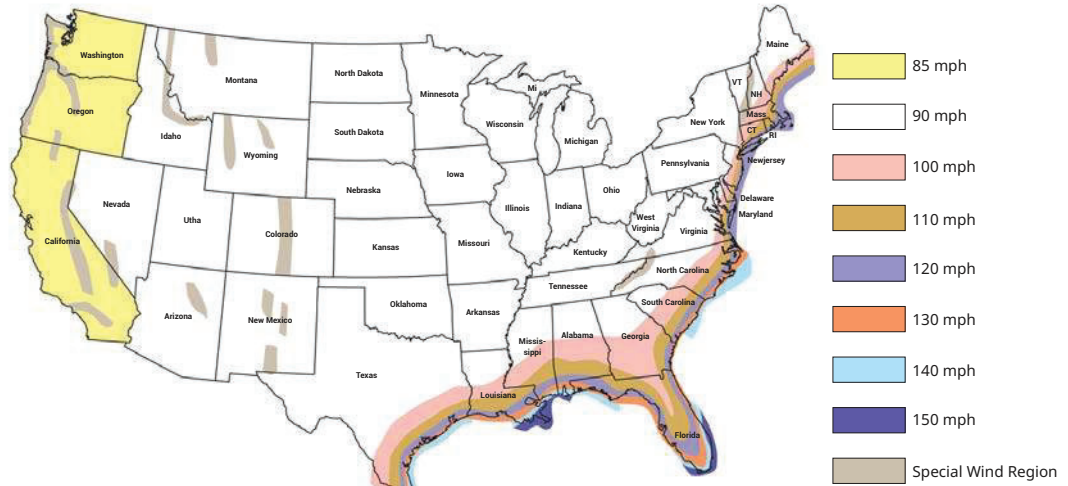 Washington
Oregon
California
Nevada
Idaho
Montana
Wyoming
Utha
Colorado
Arizona
New Mexico
North Dakota
South Dakota
Nebraska
Kansas
Oklahoma
Texas
Minnesota
Iowa
Missouri
Arkansas
Louisiana
Wisconsin
Mi
Michigan
Illinois
Indiana
Ohio
Kentucky
Tennessee
Missis-
sippi
Alabama
Georgia
Florida
South Carolina
North Carolina
Virginia
West
Virginia
Pennsylvania
New York
VT
NH
Maine
Mass
CT
RI
Newjersey
Delaware
Maryland
85 mph
90 mph
100 mph
110 mph
120 mph
130 mph
140 mph
150 mph
Special Wind Region